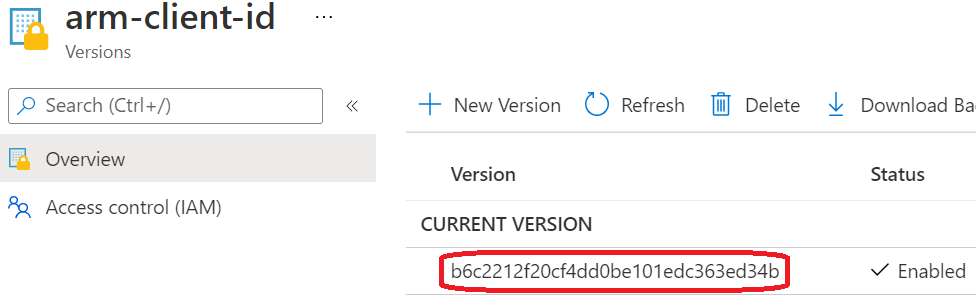 arm-client-id ...
Versions
Search (Ctrl+/) «
New Version Refresh Delete Download Ba
Overview
Access control (IAM)
Version Status
CURRENT VERSION
b6c2212f20cf4dd0be101edc363ed34b Enabled